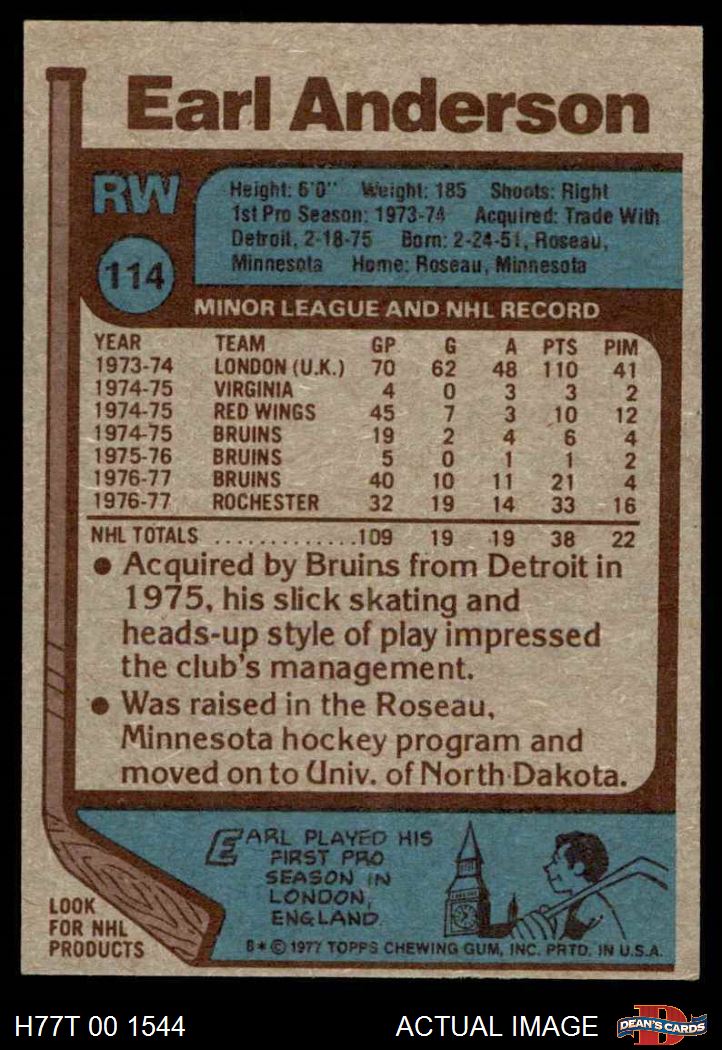 Earl Anderson
RW
114
Height: 6'0" Weight: 185 Shoots: Right
1st Pro Season: 1973-74 Acquired: Trade With
Detroit, 2-18-75 Born: 2-24-51, Roseau,
Minnesota Home: Roseau, Minnesota
MINOR LEAGUE AND NHL RECORD
YEAR TEAM GP G A PTS PIM
1973-74 LONDON (U.K.) 70 62 48 110 41
1974-75 VIRGINIA 4 0 3 3 2
1974-75 RED WINGS 45 7 3 10 12
1974-75 BRUINS 19 2 4 6 4
1975-76 BRUINS 5 0 1 1 2
1976-77 BRUINS 40 10 11 21 4
1976-77 ROCHESTER 32 19 14 33 16
NHL TOTALS .............109 19 19 38 22
● Acquired by Bruins from Detroit in
1975, his slick skating and
heads-up style of play impressed
the club's management.
● Was raised in the Roseau,
Minnesota hockey program and
moved on to Univ. of North Dakota.
EARL PLAYED HIS
FIRST PRO
SEASON IN
LONDON,
ENGLAND.
LOOK
FOR NHL
PRODUCTS
B*© 1977 TOPPS CHEWING GUM, INC. PRTD. IN U.S.A.
H77T 00 1544 ACTUAL IMAGE
D
DEAN'S CARDS